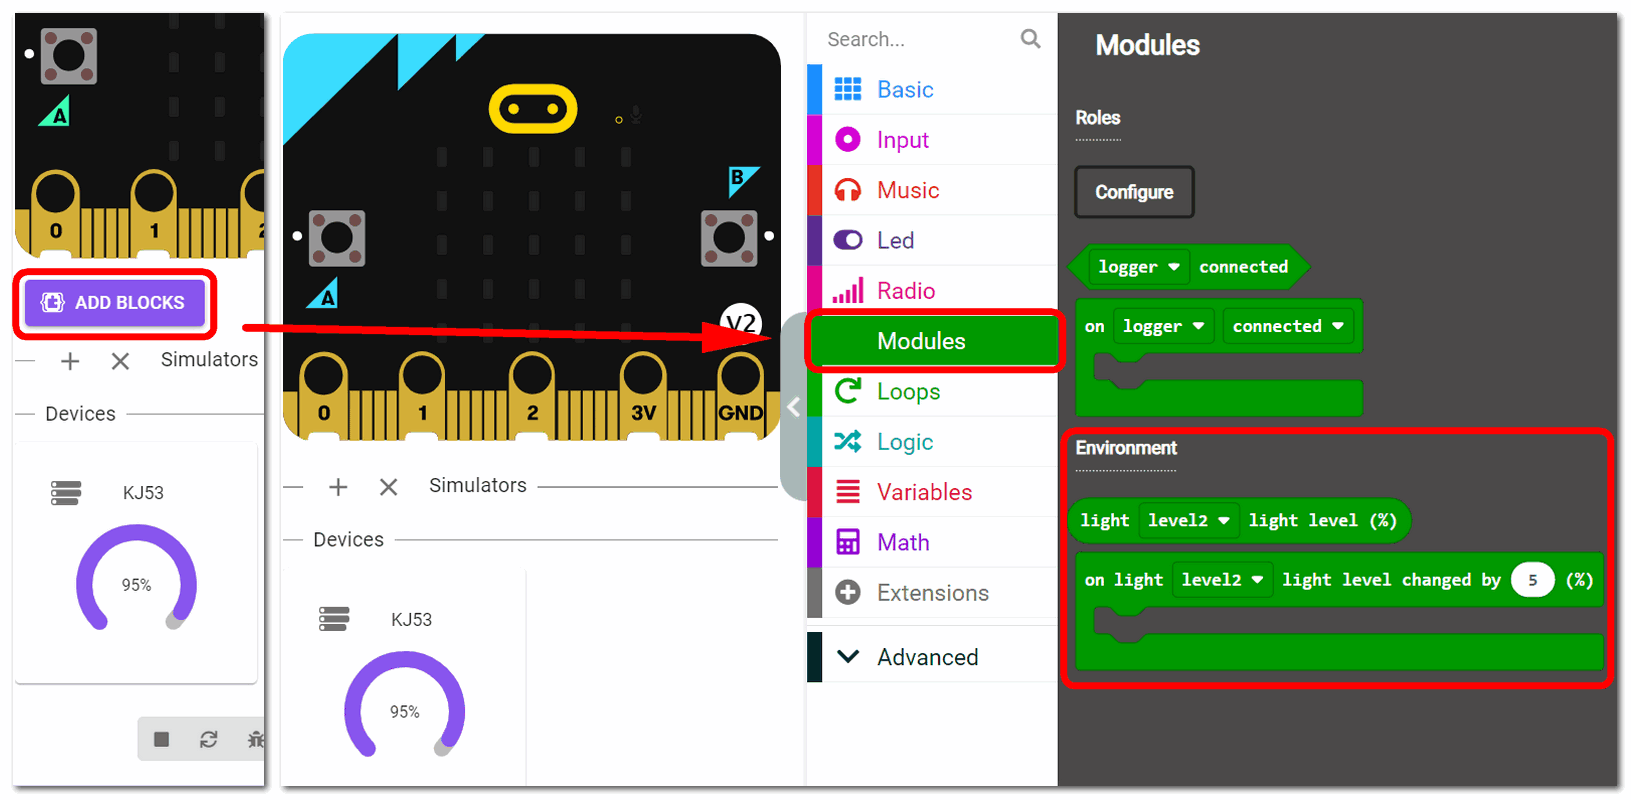 A
0 1 2
ADD BLOCKS
Simulators
Devices
KJ53
95%
B
A
V2
0 1 2 3V GND
Simulators
Devices
KJ53
95%
Search...
Basic
Input
Music
Led
Radio
Modules
Loops
Logic
Variables
Math
Extensions
Advanced
Modules
Roles
Configure
logger connected
on logger connected
Environment
light level2 light level (%)
on light level2 light level changed by 5 (%)